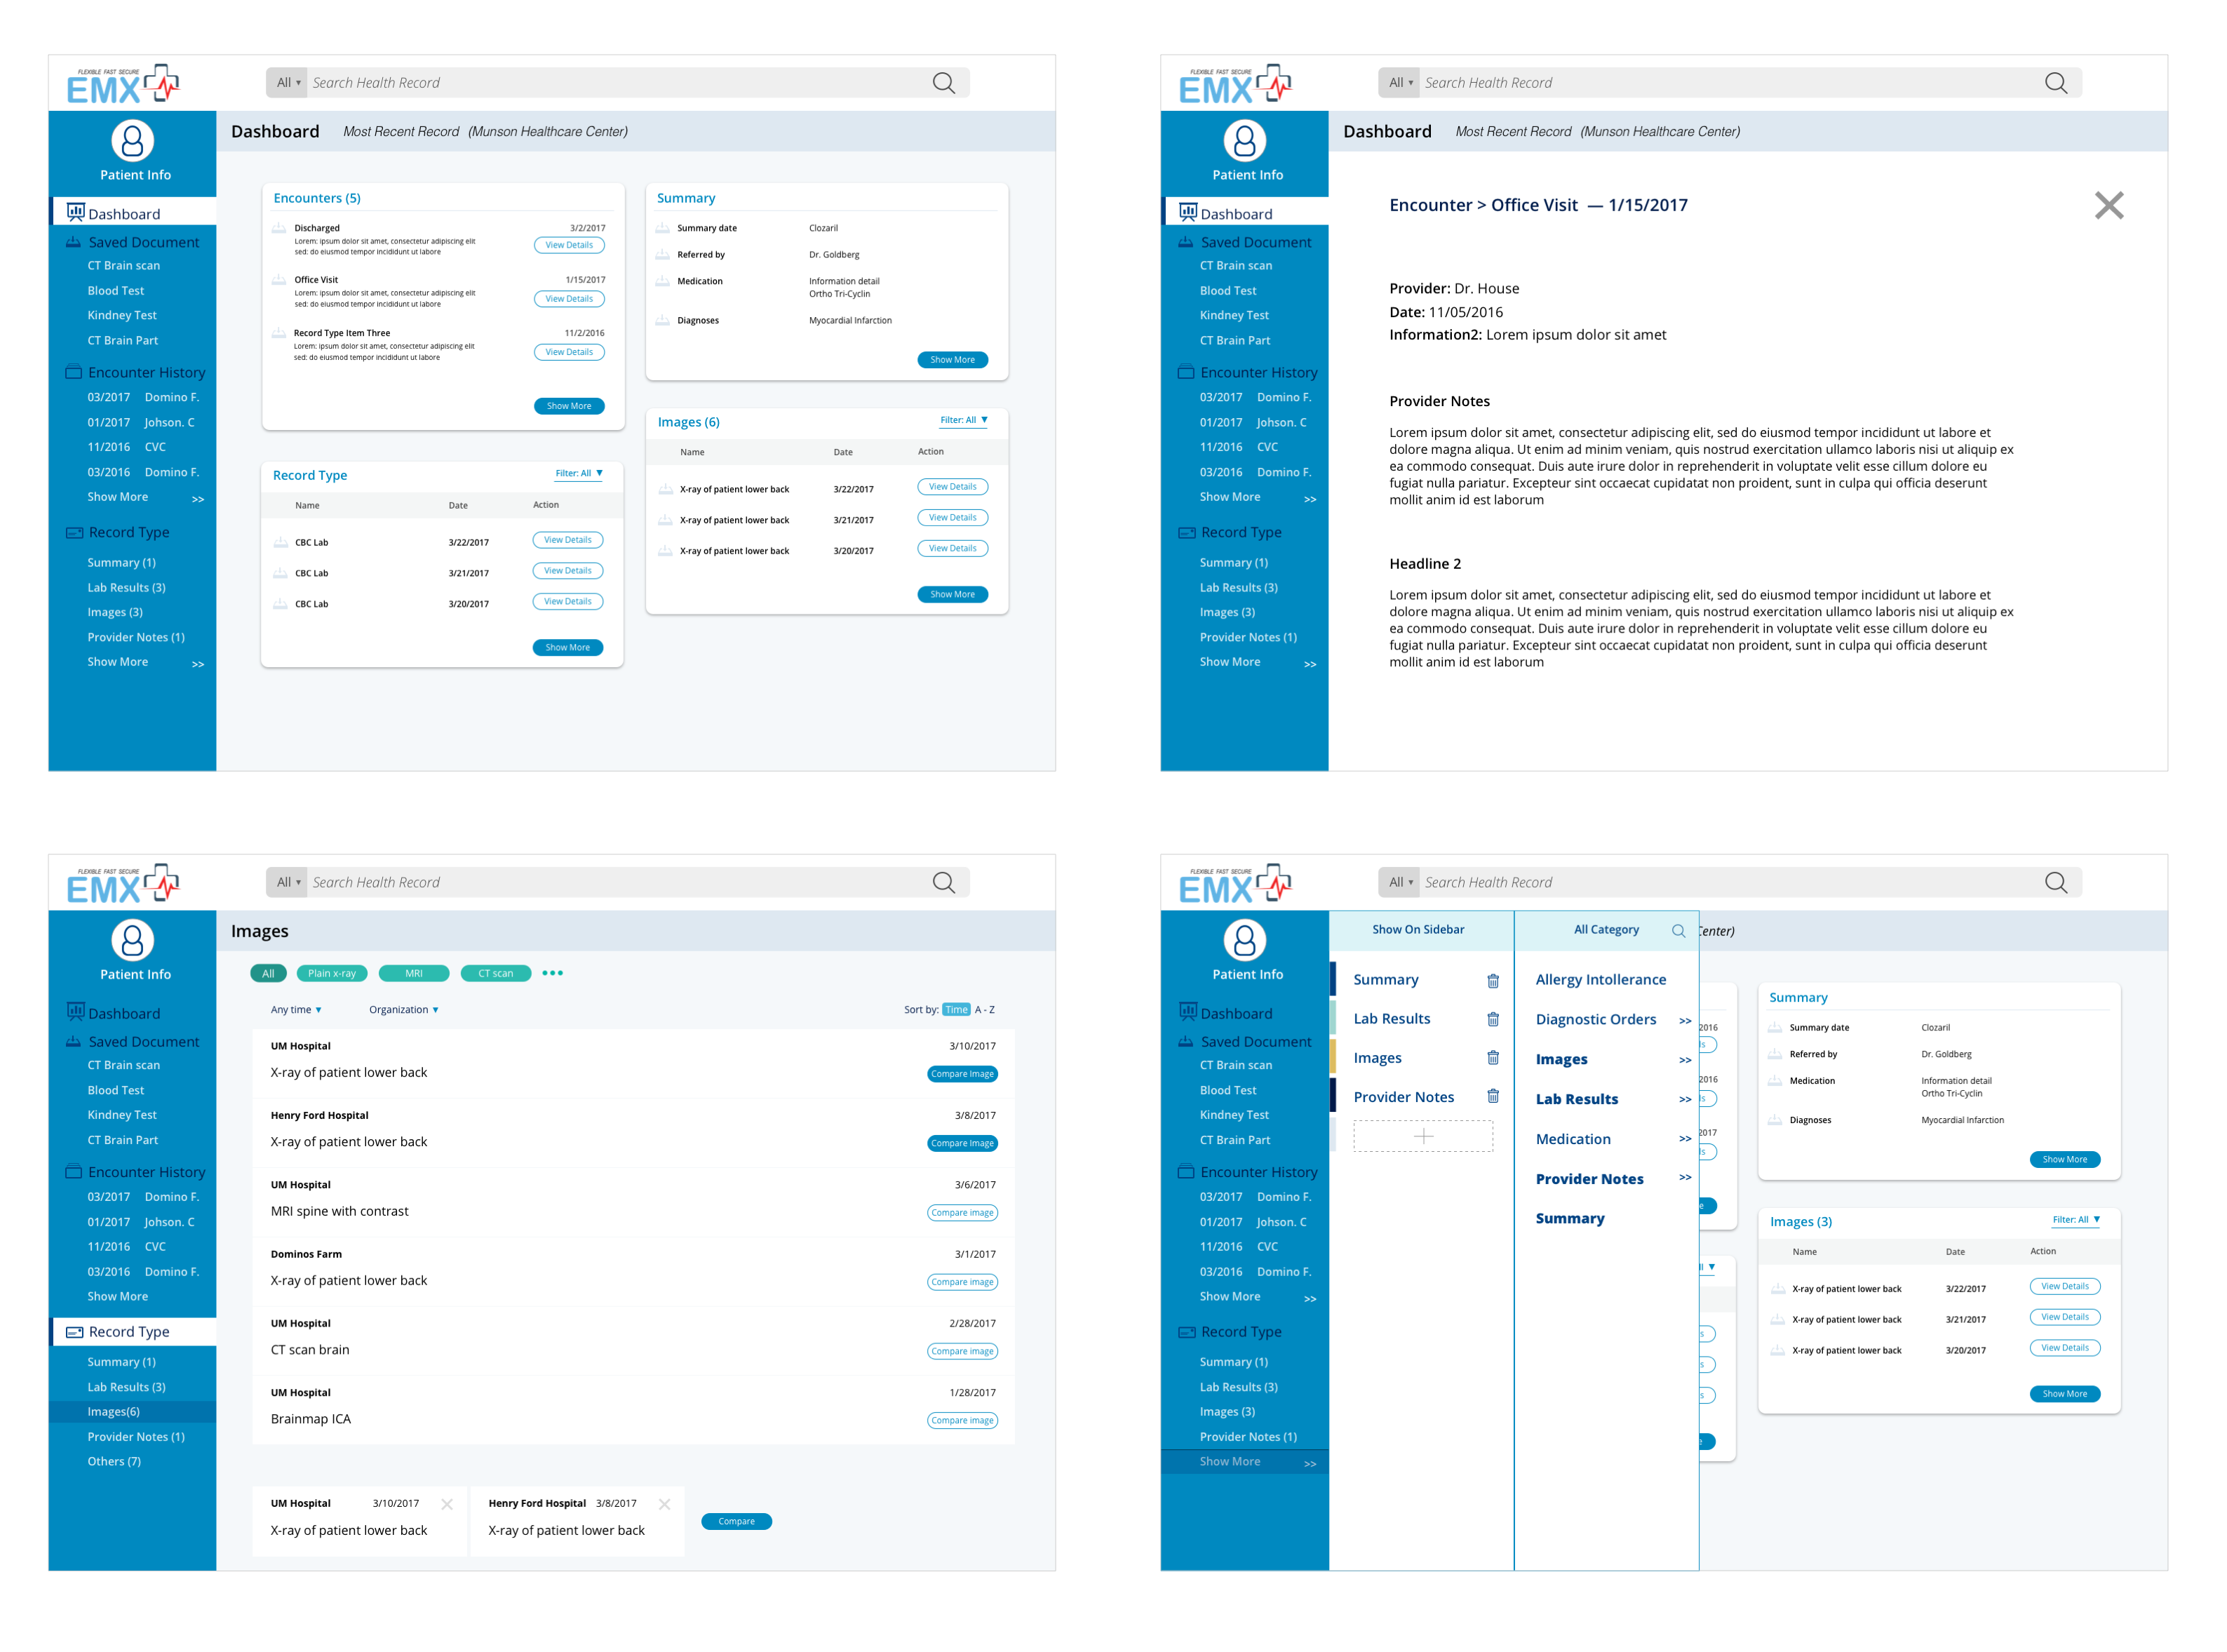 FLEXIBLE FAST SECURE
EMX
All ▾ Search Health Record
Patient Info
Dashboard
Saved Document
CT Brain scan
Blood Test
Kindney Test
CT Brain Part
Encounter History
03/2017 Domino F.
01/2017 Johson. C
11/2016 CVC
03/2016 Domino F.
Show More >>
Record Type
Summary (1)
Lab Results (3)
Images (3)
Provider Notes (1)
Show More >>
Dashboard Most Recent Record (Munson Healthcare Center)
Encounters (5)
Discharged 3/2/2017
Lorem: ipsum dolor sit amet, consectetur adipiscing elit
sed: do eiusmod tempor incididunt ut labore
View Details
Office Visit 1/15/2017
Lorem: ipsum dolor sit amet, consectetur adipiscing elit
sed: do eiusmod tempor incididunt ut labore
View Details
Record Type Item Three 11/2/2016
Lorem: ipsum dolor sit amet, consectetur adipiscing elit
sed: do eiusmod tempor incididunt ut labore
View Details
Show More
Record Type Filter: All ▼
Name Date Action
CBC Lab 3/22/2017 View Details
CBC Lab 3/21/2017 View Details
CBC Lab 3/20/2017 View Details
Show More
Summary
Summary date Clozaril
Referred by Dr. Goldberg
Medication Information detail
Ortho Tri-Cyclin
Diagnoses Myocardial Infarction
Show More
Images (6) Filter: All ▼
Name Date Action
X-ray of patient lower back 3/22/2017 View Details
X-ray of patient lower back 3/21/2017 View Details
X-ray of patient lower back 3/20/2017 View Details
Show More
FLEXIBLE FAST SECURE
EMX
All ▾ Search Health Record
Patient Info
Dashboard
Saved Document
CT Brain scan
Blood Test
Kindney Test
CT Brain Part
Encounter History
03/2017 Domino F.
01/2017 Johson. C
11/2016 CVC
03/2016 Domino F.
Show More >>
Record Type
Summary (1)
Lab Results (3)
Images (3)
Provider Notes (1)
Show More >>
Dashboard Most Recent Record (Munson Healthcare Center)
Encounter > Office Visit — 1/15/2017
Provider: Dr. House
Date: 11/05/2016
Information2: Lorem ipsum dolor sit amet
Provider Notes
Lorem ipsum dolor sit amet, consectetur adipiscing elit, sed do eiusmod tempor incididunt ut labore et
dolore magna aliqua. Ut enim ad minim veniam, quis nostrud exercitation ullamco laboris nisi ut aliquip ex
ea commodo consequat. Duis aute irure dolor in reprehenderit in voluptate velit esse cillum dolore eu
fugiat nulla pariatur. Excepteur sint occaecat cupidatat non proident, sunt in culpa qui officia deserunt
mollit anim id est laborum
Headline 2
Lorem ipsum dolor sit amet, consectetur adipiscing elit, sed do eiusmod tempor incididunt ut labore et
dolore magna aliqua. Ut enim ad minim veniam, quis nostrud exercitation ullamco laboris nisi ut aliquip ex
ea commodo consequat. Duis aute irure dolor in reprehenderit in voluptate velit esse cillum dolore eu
fugiat nulla pariatur. Excepteur sint occaecat cupidatat non proident, sunt in culpa qui officia deserunt
mollit anim id est laborum
FLEXIBLE FAST SECURE
EMX
All ▾ Search Health Record
Patient Info
Dashboard
Saved Document
CT Brain scan
Blood Test
Kindney Test
CT Brain Part
Encounter History
03/2017 Domino F.
01/2017 Johson. C
11/2016 CVC
03/2016 Domino F.
Show More
Record Type
Summary (1)
Lab Results (3)
Images(6)
Provider Notes (1)
Others (7)
Images
All Plain x-ray MRI CT scan •••
Any time ▼ Organization ▼ Sort by: Time A - Z
UM Hospital 3/10/2017
X-ray of patient lower back Compare Image
Henry Ford Hospital 3/8/2017
X-ray of patient lower back Compare Image
UM Hospital 3/6/2017
MRI spine with contrast Compare image
Dominos Farm 3/1/2017
X-ray of patient lower back Compare image
UM Hospital 2/28/2017
CT scan brain Compare image
UM Hospital 1/28/2017
Brainmap ICA Compare image
UM Hospital 3/10/2017
X-ray of patient lower back
Henry Ford Hospital 3/8/2017
X-ray of patient lower back
Compare
FLEXIBLE FAST SECURE
EMX
All ▾ Search Health Record
Patient Info
Dashboard
Saved Document
CT Brain scan
Blood Test
Kindney Test
CT Brain Part
Encounter History
03/2017 Domino F.
01/2017 Johson. C
11/2016 CVC
03/2016 Domino F.
Show More >>
Record Type
Summary (1)
Lab Results (3)
Images (3)
Provider Notes (1)
Show More >>
Show On Sidebar
Summary
Lab Results
Images
Provider Notes
All Category
Allergy Intollerance
Diagnostic Orders >>
Images >>
Lab Results >>
Medication >>
Provider Notes >>
Summary
Center)
2016
ls
2016
ls
2017
ls
e
ll ▼
s
s
s
Summary
Summary date Clozaril
Referred by Dr. Goldberg
Medication Information detail
Ortho Tri-Cyclin
Diagnoses Myocardial Infarction
Show More
Images (3) Filter: All ▼
Name Date Action
X-ray of patient lower back 3/22/2017 View Details
X-ray of patient lower back 3/21/2017 View Details
X-ray of patient lower back 3/20/2017 View Details
Show More